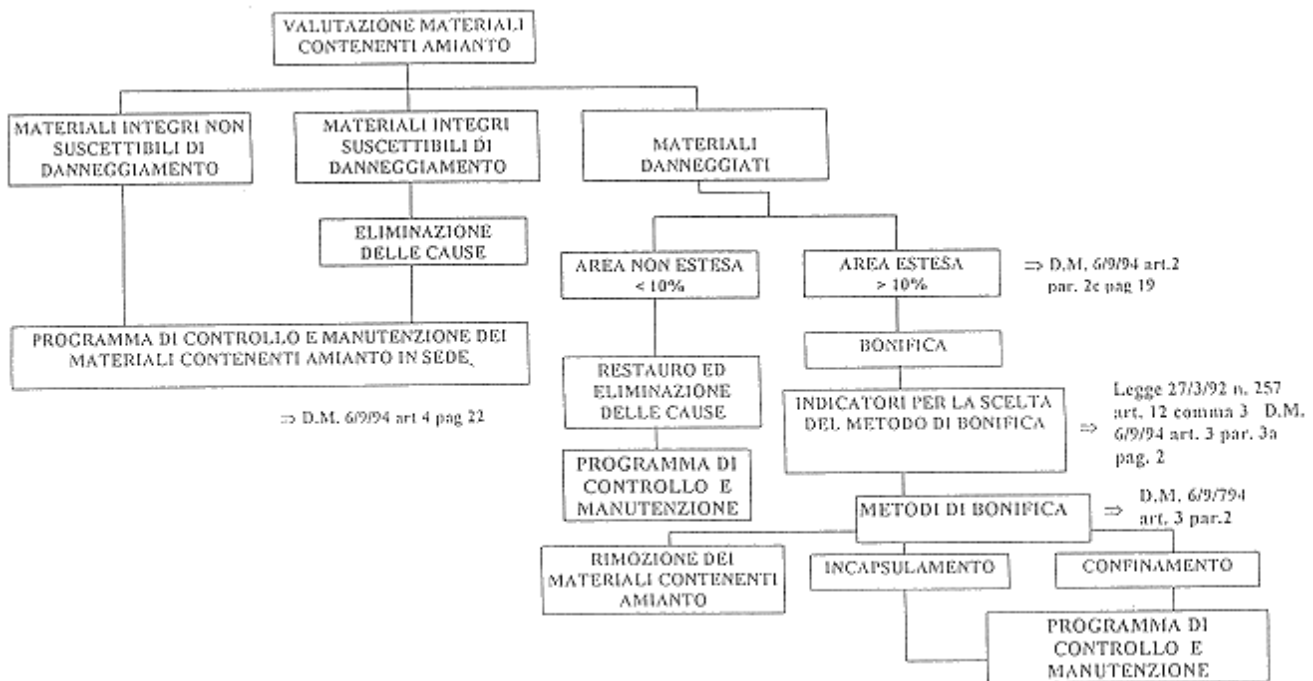 VALUTAZIONE MATERIALI
CONTENENTI AMIANTO
MATERIALI INTEGRI NON
SUSCETTIBILI DI
DANNEGGIAMENTO
MATERIALI INTEGRI
SUSCETTIBILI DI
DANNEGGIAMENTO
MATERIALI
DANNEGGIATI
ELIMINAZIONE
DELLE CAUSE
AREA NON ESTESA
< 10%
AREA ESTESA
> 10%
⇒ D.M. 6/9/94 art.2
par. 2c pag 19
PROGRAMMA DI CONTROLLO E MANUTENZIONE DEI
MATERIALI CONTENENTI AMIANTO IN SEDE
⇒ D.M. 6/9/94 art 4 pag 22
BONIFICA
RESTAURO ED
ELIMINAZIONE
DELLE CAUSE
INDICATORI PER LA SCELTA
DEL METODO DI BONIFICA
⇒ Legge 27/3/92 n. 257
art. 12 comma 3 D.M.
6/9/94 art. 3 par. 3a
pag. 2
PROGRAMMA DI
CONTROLLO E
MANUTENZIONE
METODI DI BONIFICA
⇒ D.M. 6/9/794
art. 3 par.2
RIMOZIONE DEI
MATERIALI CONTENENTI
AMIANTO
INCAPSULAMENTO
CONFINAMENTO
PROGRAMMA DI
CONTROLLO E
MANUTENZIONE